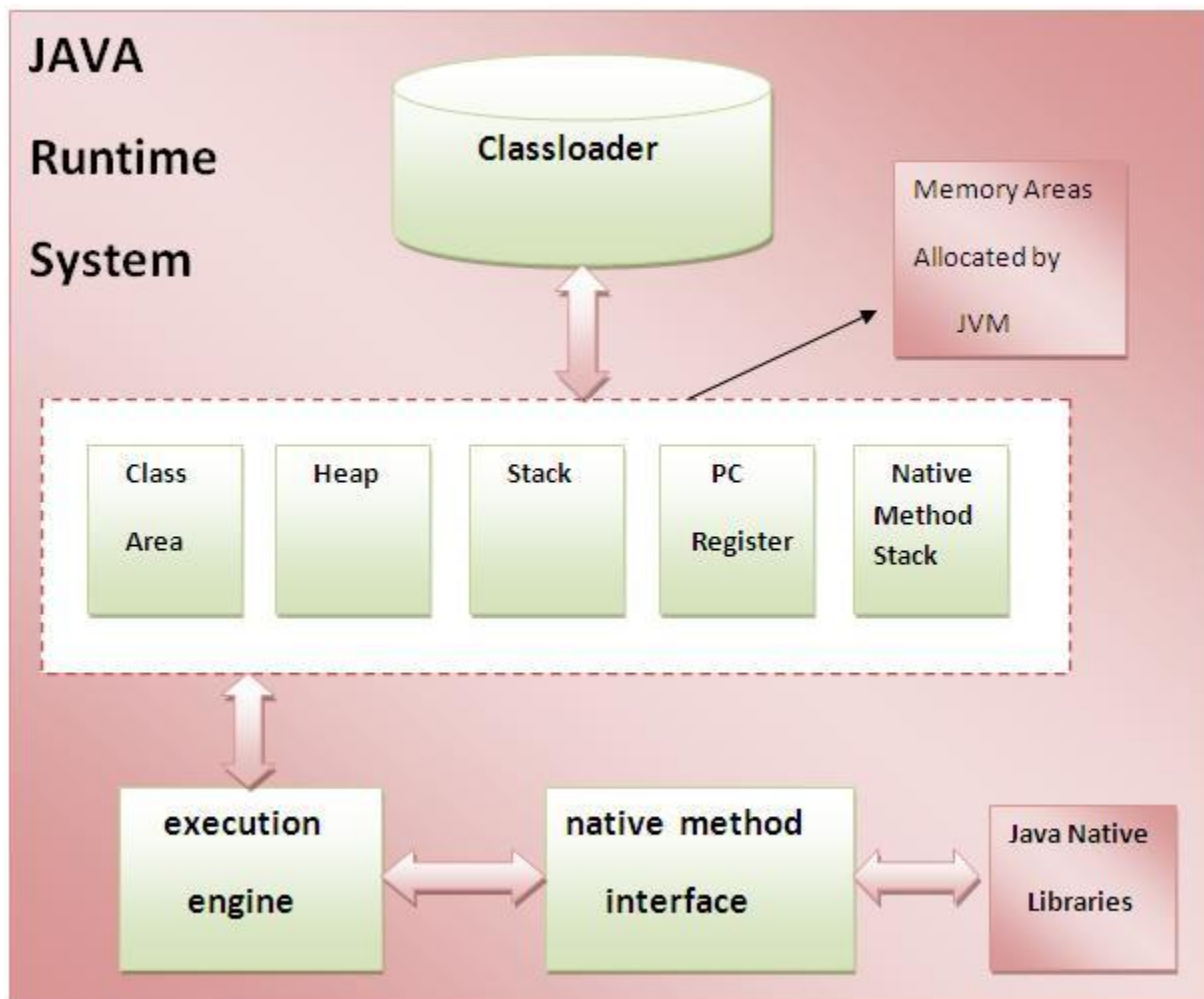 JAVA
Runtime
System
Classloader
Memory Areas
Allocated by
JVM
Class
Area
Heap
Stack
PC
Register
Native
Method
Stack
execution
engine
native method
interface
Java Native
Libraries